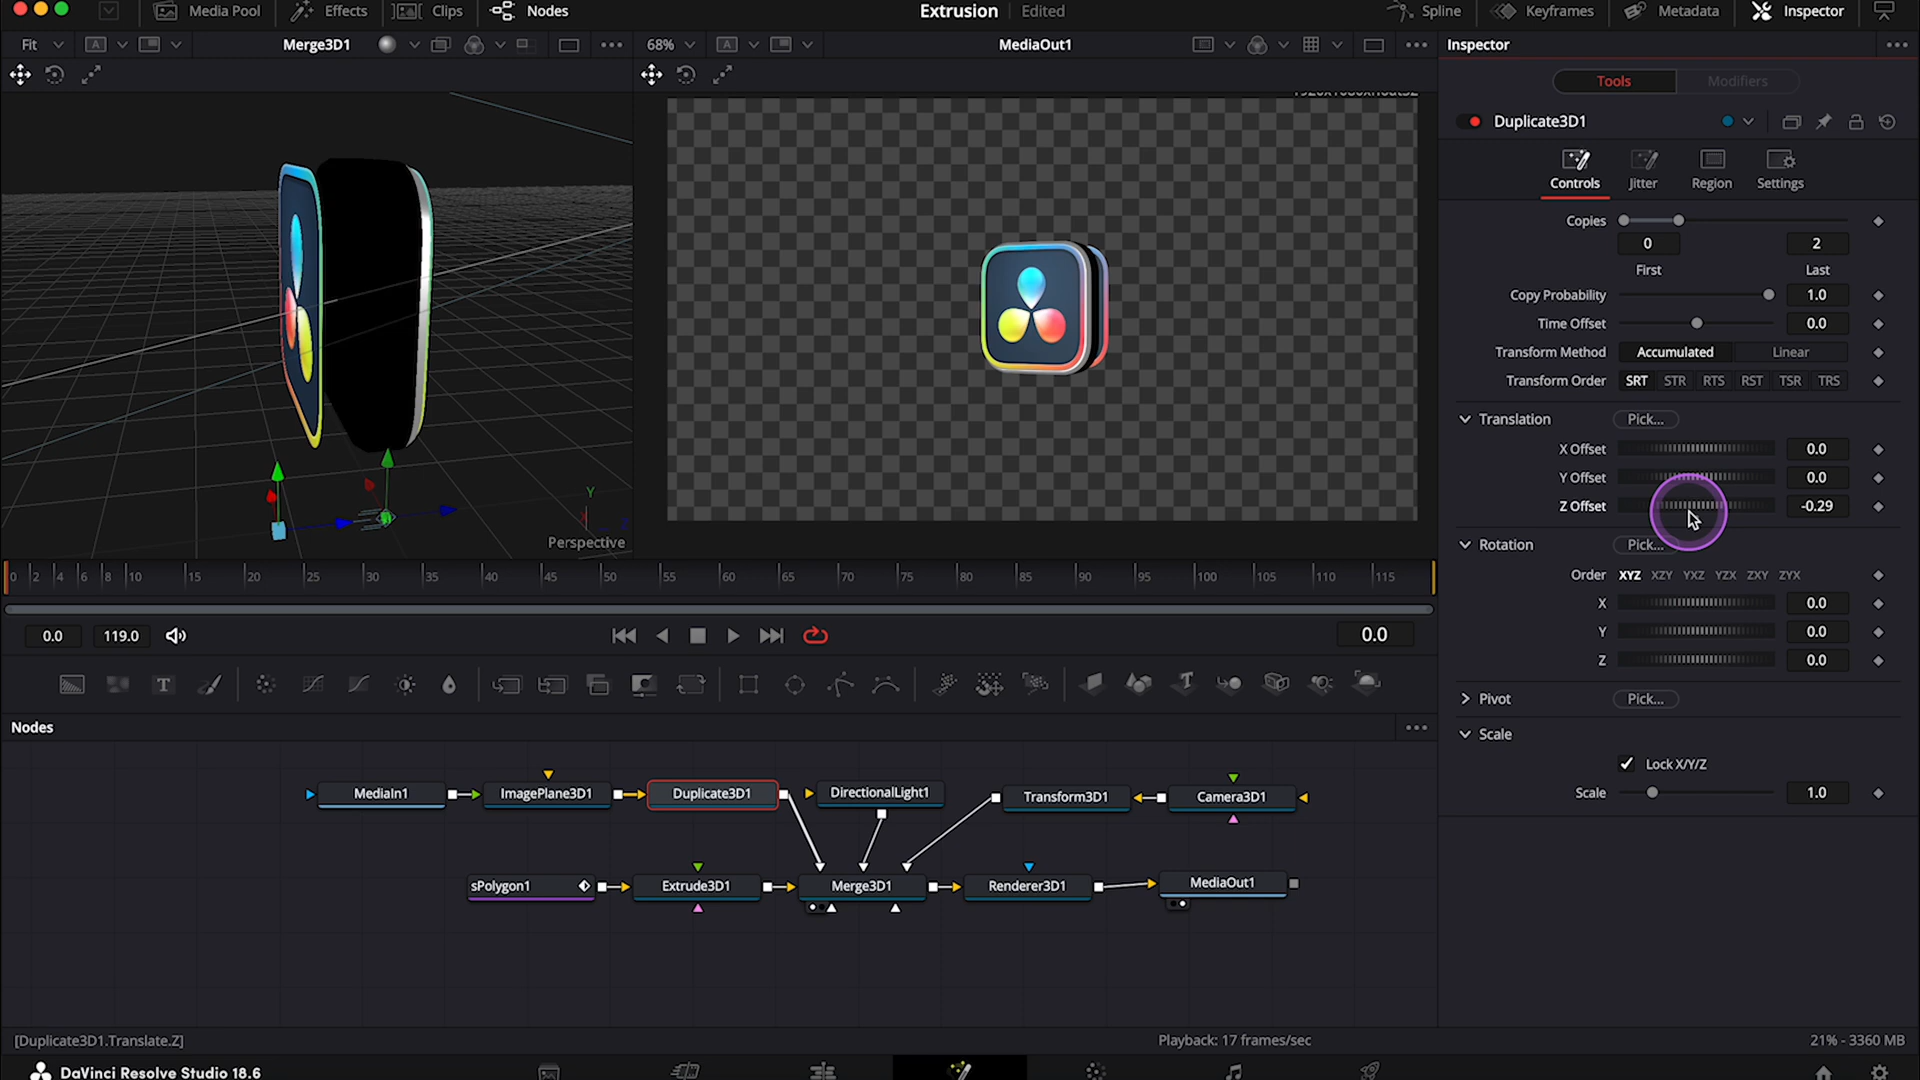 Media Pool
Effects
Clips
Nodes
Extrusion
Edited
Spline
Keyframes
Metadata
Inspector
Fit
A
Merge3D1
68%
A
MediaOut1
Inspector
Tools
Modifiers
Duplicate3D1
Controls
Jitter
Region
Settings
Copies
0
2
First
Last
Copy Probability
1.0
Time Offset
0.0
Transform Method
Accumulated
Linear
Transform Order
SRT
STR
RTS
RST
TSR
TRS
Translation
Pick...
X Offset
0.0
Y Offset
0.0
Z Offset
-0.29
Rotation
Pick...
Order
XYZ
XZY
YXZ
YZX
ZXY
ZYX
X
0.0
Y
0.0
Z
0.0
Pivot
Pick...
Scale
Lock X/Y/Z
Scale
1.0
Y
Perspective
0 2 4 6 8 10 15 20 25 30 35 40 45 50 55 60 65 70 75 80 85 90 95 100 105 110 115
0.0
119.0
0.0
Nodes
MediaIn1
ImagePlane3D1
Duplicate3D1
DirectionalLight1
Transform3D1
Camera3D1
sPolygon1
Extrude3D1
Merge3D1
Renderer3D1
MediaOut1
[Duplicate3D1.Translate.Z]
Playback: 17 frames/sec
21% - 3360 MB
DaVinci Resolve Studio 18.6